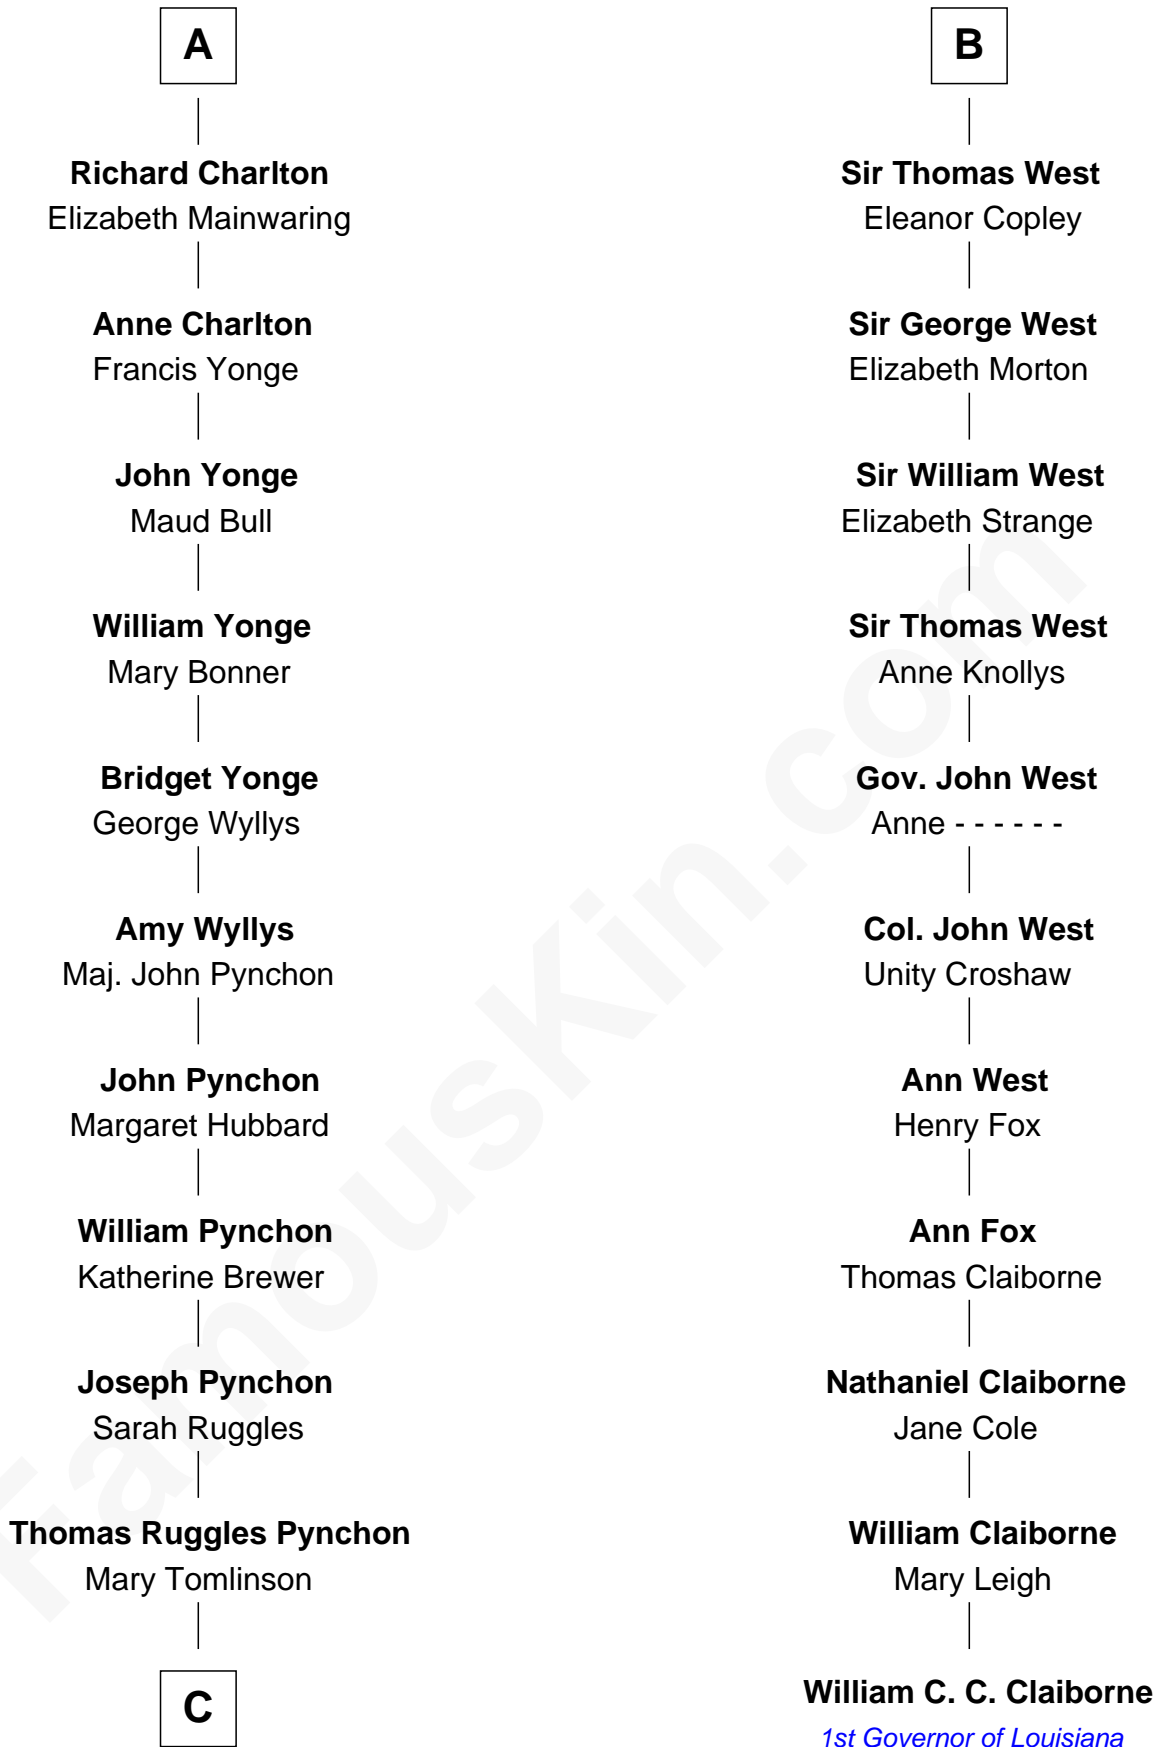 A
Richard Charlton
Elizabeth Mainwaring
Anne Charlton
Francis Yonge
John Yonge
Maud Bull
William Yonge
Mary Bonner
Bridget Yonge
George Wyllys
Amy Wyllys
Maj. John Pynchon
John Pynchon
Margaret Hubbard
William Pynchon
Katherine Brewer
Joseph Pynchon
Sarah Ruggles
Thomas Ruggles Pynchon
Mary Tomlinson
C
B
Sir Thomas West
Eleanor Copley
Sir George West
Elizabeth Morton
Sir William West
Elizabeth Strange
Sir Thomas West
Anne Knollys
Gov. John West
Anne - - - - - -
Col. John West
Unity Croshaw
Ann West
Henry Fox
Ann Fox
Thomas Claiborne
Nathaniel Claiborne
Jane Cole
William Claiborne
Mary Leigh
William C. C. Claiborne
1st Governor of Louisiana
FamousKin.com